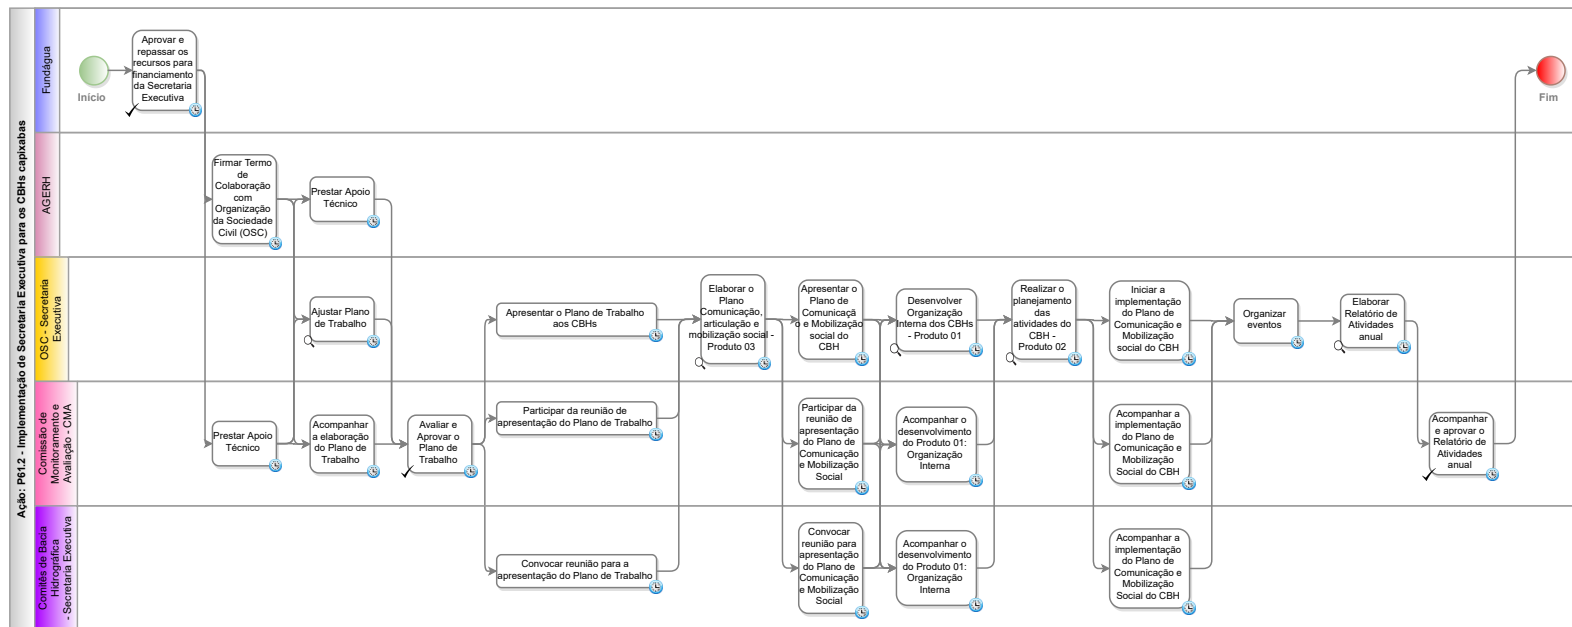 Ação: P61.2 - Implementação de Secretaria Executiva para os CBHs capixabas
Fundágua
Início
Aprovar e
repassar os
recursos para
financiamento
da Secretaria
Executiva
Fim
AGERH
Firmar Termo
de
Colaboração
com
Organização
da Sociedade
Civil (OSC)
Prestar Apoio
Técnico
OSC - Secretaria
Executiva
Ajustar Plano
de Trabalho
Apresentar o Plano de Trabalho
aos CBHs
Elaborar o
Plano
Comunicação,
articulação e
mobilização social -
Produto 03
Apresentar o
Plano de
Comunicaçã
o e Mobilização
social do
CBH
Desenvolver
Organização
Interna dos CBHs
- Produto 01
Realizar o
planejamento
das
atividades do
CBH -
Produto 02
Iniciar a
implementação
do Plano de
Comunicação e
Mobilização
social do CBH
Organizar
eventos
Elaborar
Relatório de
Atividades
anual
Comissão de
Monitoramento e
Avaliação - CMA
Prestar Apoio
Técnico
Acompanhar
a elaboração
do Plano de
Trabalho
Avaliar e
Aprovar o
Plano de
Trabalho
Participar da reunião de
apresentação do Plano de Trabalho
Participar da
reunião de
apresentação
do Plano de
Comunicação
e Mobilização
Social
Acompanhar o
desenvolvimento
do Produto 01:
Organização
Interna
Acompanhar a
implementação
do Plano de
Comunicação e
Mobilização
Social do CBH
Acompanhar
e aprovar o
Relatório de
Atividades
anual
Comitês de Bacia
Hidrográfica
- Secretaria Executiva
Convocar reunião para a
apresentação do Plano de Trabalho
Convocar
reunião para
apresentação
do Plano de
Comunicação
e Mobilização
Social
Acompanhar o
desenvolvimento
do Produto 01:
Organização
Interna
Acompanhar a
implementação
do Plano de
Comunicação e
Mobilização
Social do CBH